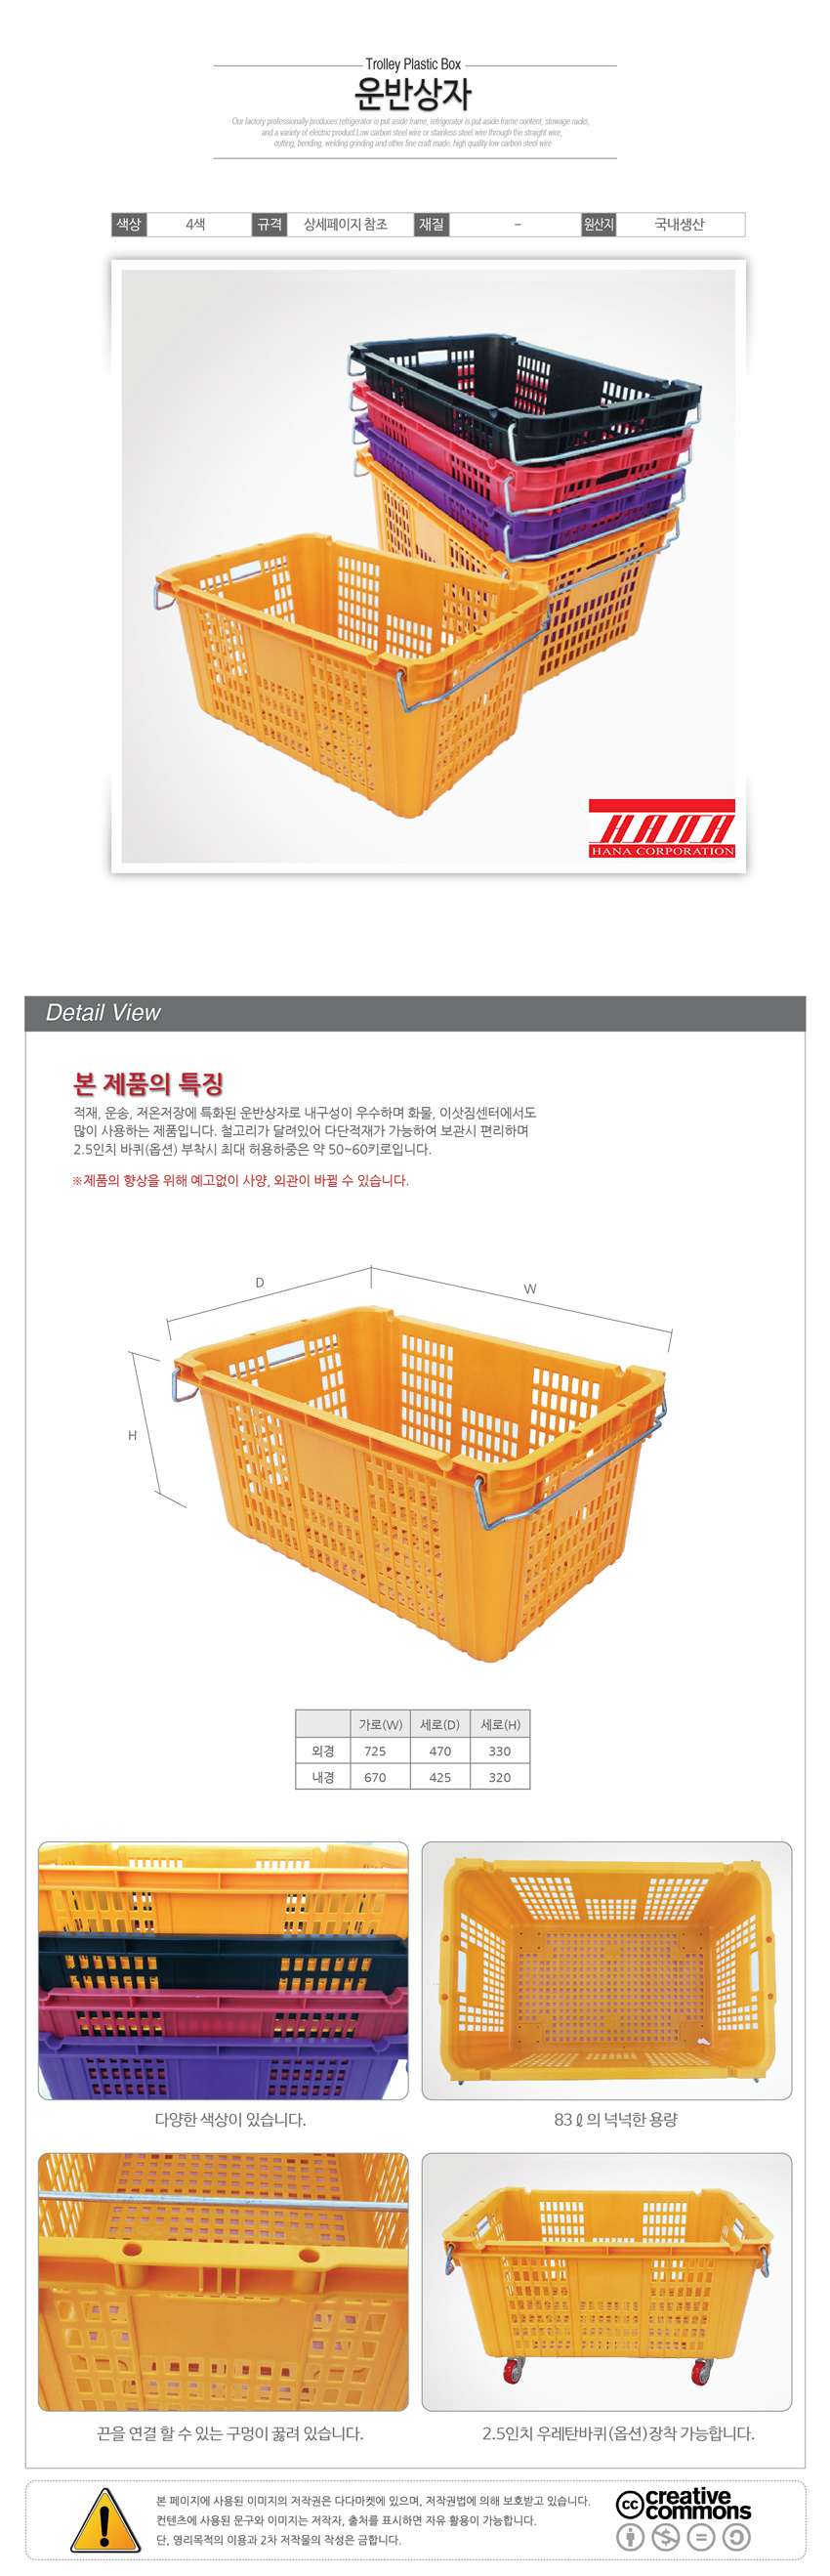 Trolley Plastic Box
운반상자
Our factory professionally produces refrigerator is put aside frame, refrigerator is put aside frame content, stowage racks,
and a variety of electric product.Low carbon steel wire or stainless steel wire through the straight wire,
cutting, bending, welding grinding and other line craft made. high quality low carbon steel wire
색상 4색 규격 상세페이지 참조 재질 - 원산지 국내생산
HANA
HANA CORPORATION
Detail View
본 제품의 특징
적재, 운송, 저온저장에 특화된 운반상자로 내구성이 우수하며 화물, 이삿짐센터에서도
많이 사용하는 제품입니다. 철고리가 달려있어 다단적재가 가능하여 보관시 편리하며
2.5인치 바퀴(옵션) 부착시 최대 허용하중은 약 50~60키로입니다.
※제품의 향상을 위해 예고없이 사양, 외관이 바뀔 수 있습니다.
D
W
H
가로(W) 세로(D) 세로(H)
외경 725 470 330
내경 670 425 320
다양한 색상이 있습니다.
83ℓ의 넉넉한 용량
끈을 연결 할 수 있는 구멍이 뚫려 있습니다.
2.5인치 우레탄바퀴(옵션)장착 가능합니다.
본 페이지에 사용된 이미지의 저작권은 다다마켓에 있으며, 저작권법에 의해 보호받고 있습니다.
컨텐츠에 사용된 문구와 이미지는 저작자, 출처를 표시하면 자유 활용이 가능합니다.
단, 영리목적의 이용과 2차 저작물의 작성은 금합니다.
cc creative
commons